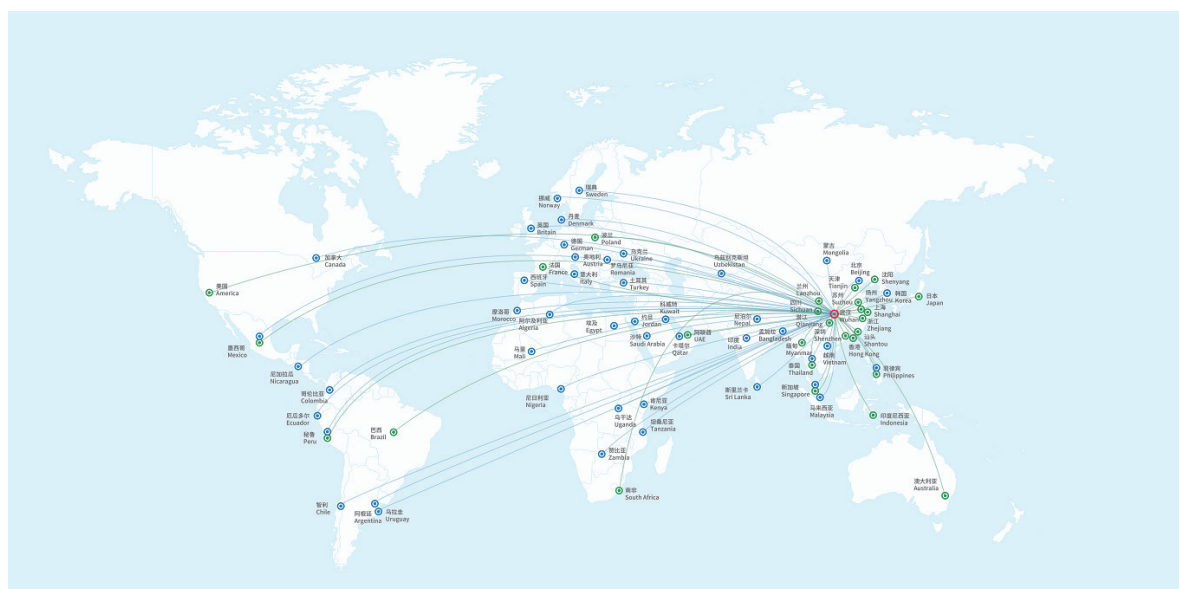 瑞典
Sweden
挪威
Norway
丹麦
Denmark
英国
Britain
波兰
Poland
德国
German
奥地利
Austria
乌克兰
Ukraine
罗马尼亚
Romania
法国
France
意大利
Italy
西班牙
Spain
土耳其
Turkey
乌兹别克斯坦
Uzbekistan
蒙古
Mongolia
加拿大
Canada
美国
America
墨西哥
Mexico
尼加拉瓜
Nicaragua
哥伦比亚
Colombia
厄瓜多尔
Ecuador
秘鲁
Peru
巴西
Brazil
智利
Chile
阿根廷
Argentina
乌拉圭
Uruguay
摩洛哥
Morocco
阿尔及利亚
Algeria
埃及
Egypt
约旦
Jordan
科威特
Kuwait
沙特
Saudi Arabia
卡塔尔
Qatar
阿联酋
UAE
马里
Mali
尼日利亚
Nigeria
乌干达
Uganda
肯尼亚
Kenya
坦桑尼亚
Tanzania
赞比亚
Zambia
南非
South Africa
尼泊尔
Nepal
印度
India
孟加拉
Bangladesh
斯里兰卡
Sri Lanka
缅甸
Myanmar
泰国
Thailand
越南
Vietnam
新加坡
Singapore
马来西亚
Malaysia
菲律宾
Philippines
印度尼西亚
Indonesia
澳大利亚
Australia
北京
Beijing
天津
Tianjin
沈阳
Shenyang
兰州
Lanzhou
苏州
Suzhou
扬州
Yangzhou
韩国
Korea
日本
Japan
四川
Sichuan
武汉
Wuhan
上海
Shanghai
潜江
Qianjiang
浙江
Zhejiang
深圳
Shenzhen
汕头
Shantou
香港
Hong Kong